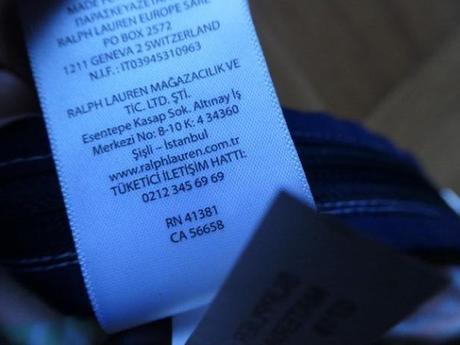 MADE F
ΠΑΡΑΣΚΕΥΑΖΕΤΑΙ
RALPH LAUREN EUROPE SARL
PO BOX 2572
1211 GENEVA 2 SWITZERLAND
N.I.F.: IT03945310963
RALPH LAUREN MAĞAZACILIK VE
TİC. LTD. ŞTİ.
Esentepe Kasap Sok. Altınay İş
Merkezi No: 8-10 K: 4 34360
Şişli – İstanbul
www.ralphlauren.com.tr
TÜKETİCİ İLETİŞİM HATTI:
0212 345 69 69
RN 41381
CA 56658